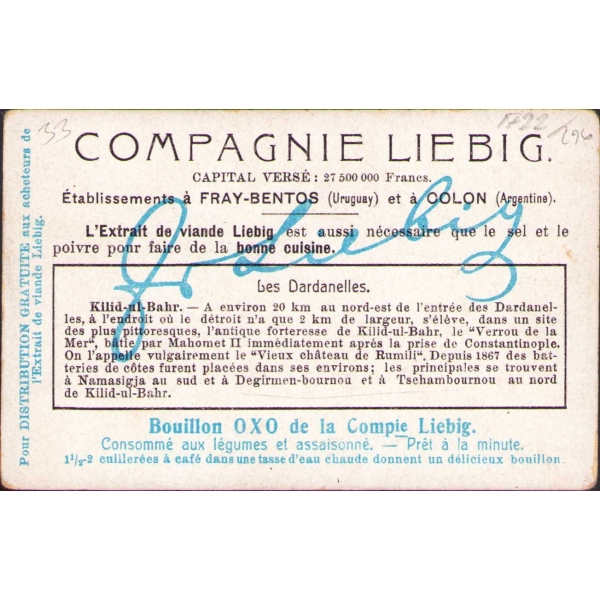 33
1722
296
COMPAGNIE LIEBIG.
CAPITAL VERSÉ : 27 500 000 Francs.
Établissements à FRAY-BENTOS (Uruguay) et à COLON (Argentine).
L'Extrait de viande Liebig est aussi nécessaire que le sel et le
poivre pour faire de la bonne cuisine.
J. v. Liebig
Les Dardanelles.
Kilid-ul-Bahr. — A environ 20 km au nord-est de l'entrée des Dardanel-
les, à l'endroit où le détroit n'a que 2 km de largeur, s'élève, dans un site
des plus pittoresques, l'antique forteresse de Kilid-ul-Bahr, le "Verrou de la
Mer", bâtie par Mahomet II immédiatement après la prise de Constantinople.
On l'appelle vulgairement le "Vieux château de Rumili". Depuis 1867 des bat-
teries de côtes furent placées dans ses environs; les principales se trouvent
à Namasigja au sud et à Degirmen-bournou et à Tschambournou au nord
de Kilid-ul-Bahr.
Bouillon OXO de la Compie Liebig.
Consommé aux légumes et assaisonné. — Prêt à la minute.
1½-2 cuillerées à café dans une tasse d'eau chaude donnent un délicieux bouillon
Pour DISTRIBUTION GRATUITE aux acheteurs de
l'Extrait de viande Liebig.